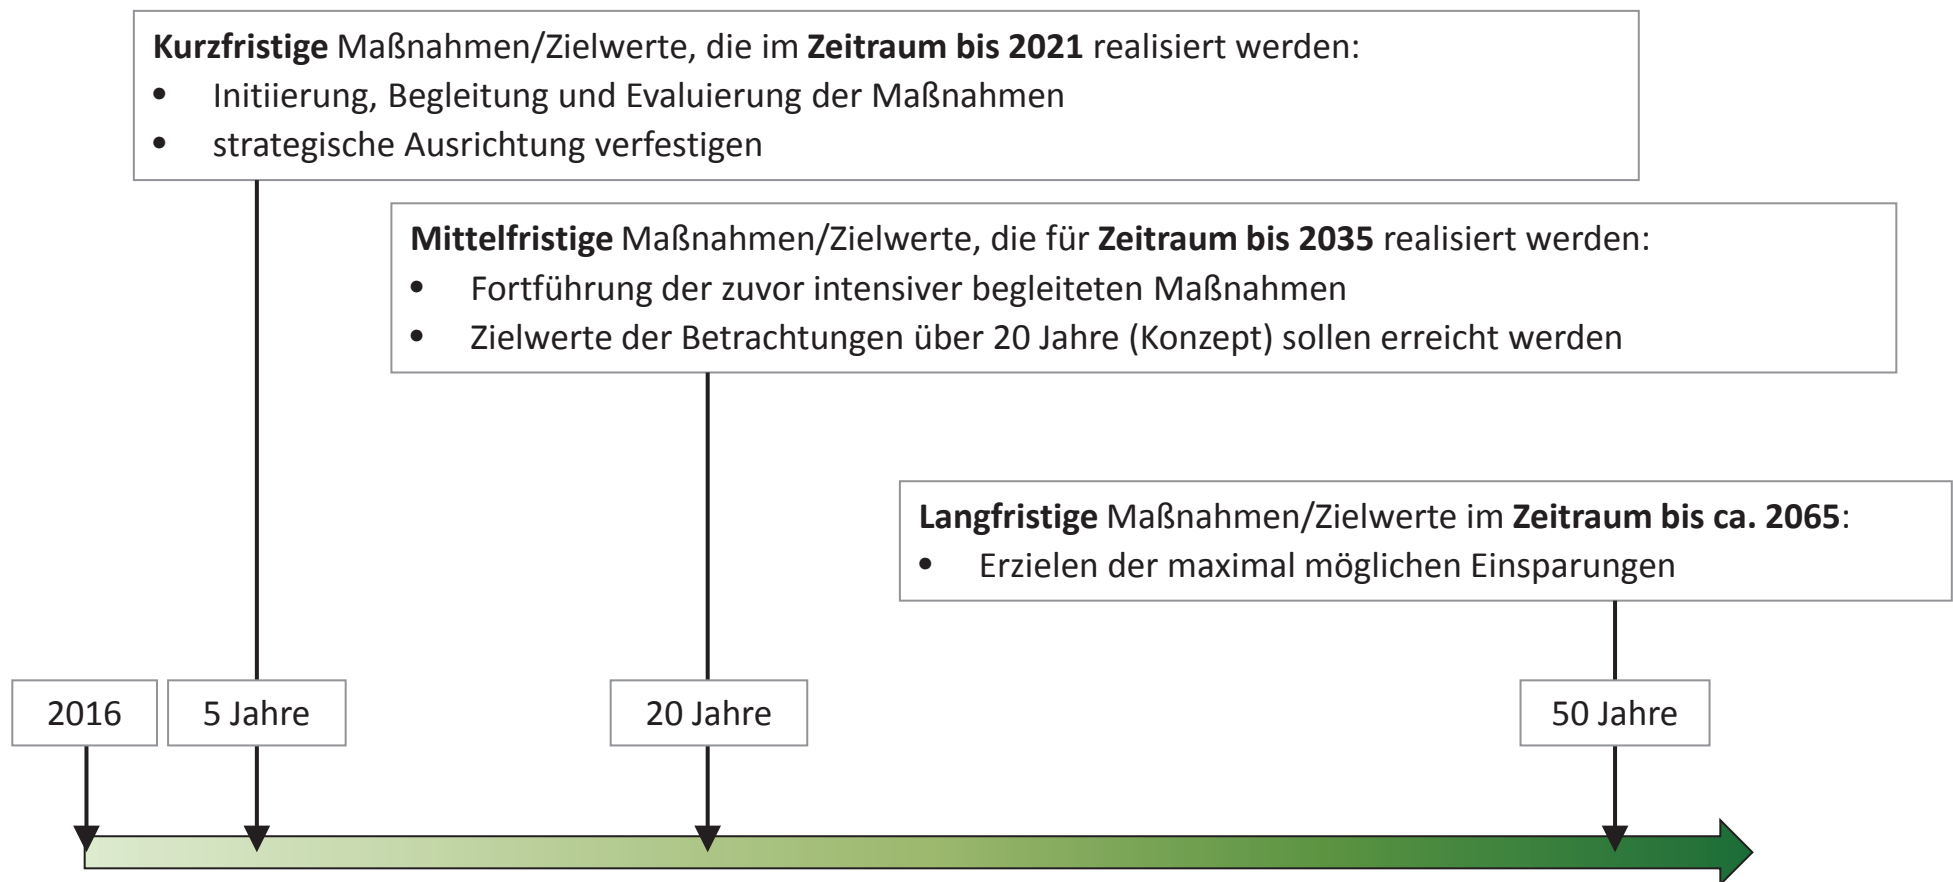 Kurzfristige Maßnahmen/Zielwerte, die im Zeitraum bis 2021 realisiert werden:
• Initiierung, Begleitung und Evaluierung der Maßnahmen
• strategische Ausrichtung verfestigen
Mittelfristige Maßnahmen/Zielwerte, die für Zeitraum bis 2035 realisiert werden:
• Fortführung der zuvor intensiver begleiteten Maßnahmen
• Zielwerte der Betrachtungen über 20 Jahre (Konzept) sollen erreicht werden
Langfristige Maßnahmen/Zielwerte im Zeitraum bis ca. 2065:
• Erzielen der maximal möglichen Einsparungen
2016
5 Jahre
20 Jahre
50 Jahre